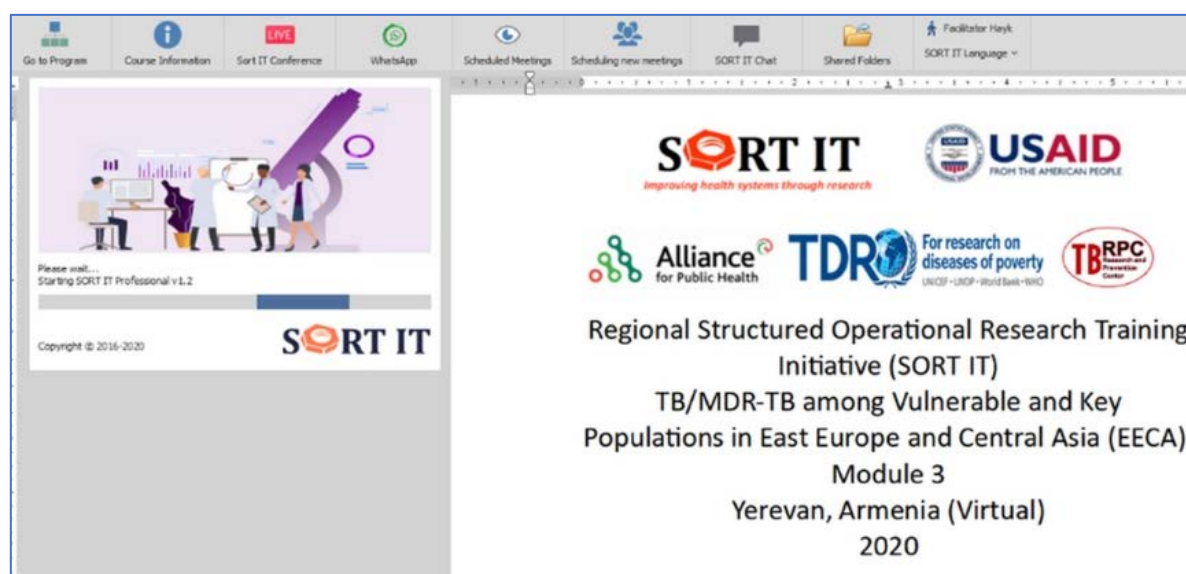 Go to Program
Course Information
LIVE
Sort IT Conference
WhatsApp
Scheduled Meetings
Scheduling new meetings
SORT IT Chat
Shared Folders
Facilitator Hayk
SORT IT Language
Please wait...
Starting SORT IT Professional v1.2
Copyright © 2016-2020
SORT IT
SORT IT
Improving health systems through research
USAID
FROM THE AMERICAN PEOPLE
Alliance
for Public Health
TDR
For research on
diseases of poverty
UNICEF • UNDP • World Bank • WHO
TB RPC
Research and
Prevention
Center
Regional Structured Operational Research Training
Initiative (SORT IT)
TB/MDR-TB among Vulnerable and Key
Populations in East Europe and Central Asia (EECA)
Module 3
Yerevan, Armenia (Virtual)
2020